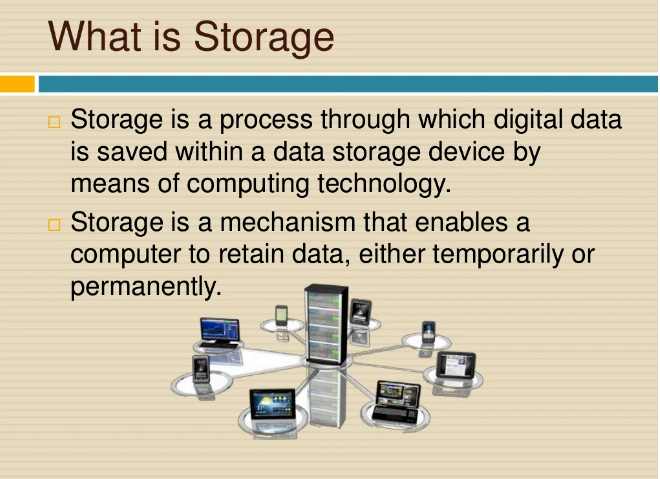 What is Storage
Storage is a process through which digital data
is saved within a data storage device by
means of computing technology.
Storage is a mechanism that enables a
computer to retain data, either temporarily or
permanently.